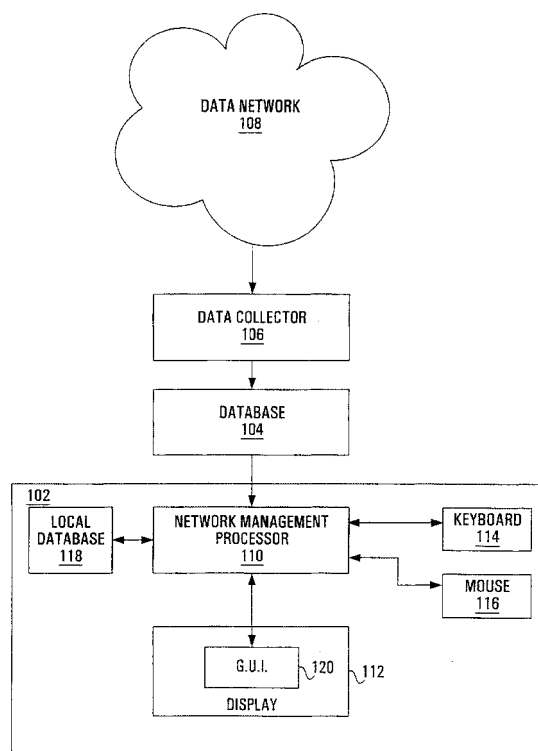 DATA NETWORK
108
DATA COLLECTOR
106
DATABASE
104
102
LOCAL
DATABASE
118
NETWORK MANAGEMENT
PROCESSOR
110
KEYBOARD
114
MOUSE
116
G.U.I.
120
112
DISPLAY